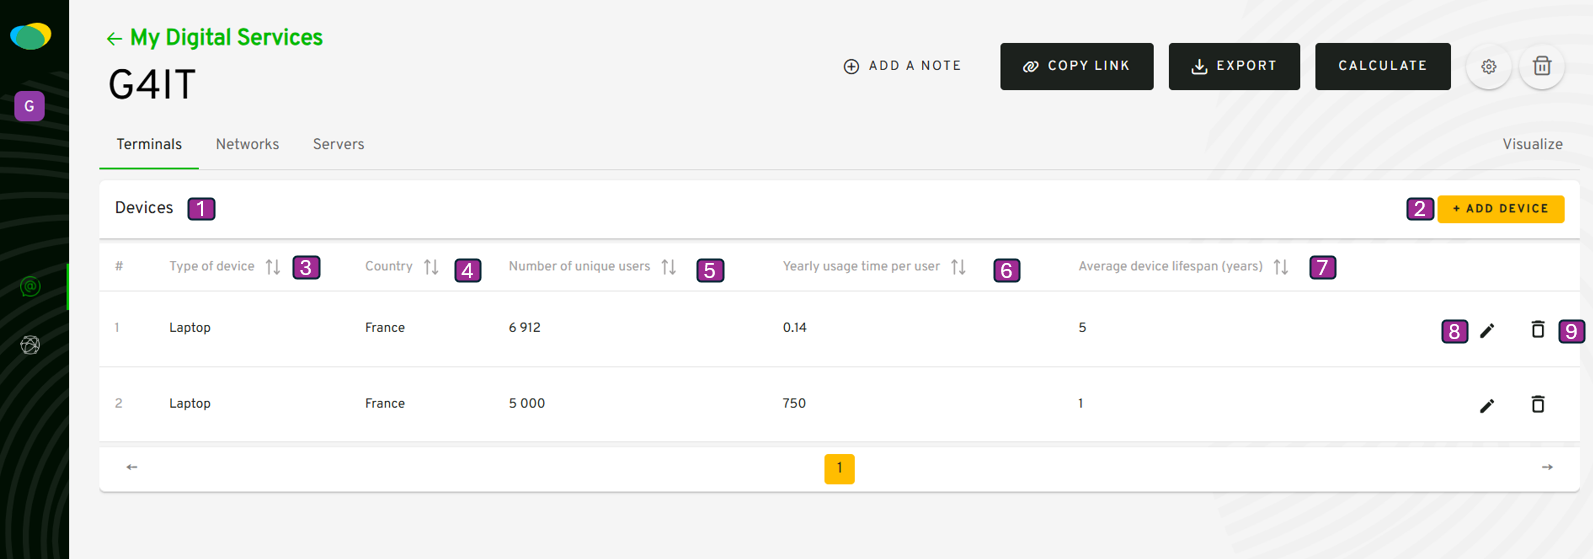 ← My Digital Services
G4IT
ADD A NOTE
COPY LINK
EXPORT
CALCULATE
G
Terminals
Networks
Servers
Visualize
Devices 1
2 + ADD DEVICE
# Type of device 3 Country 4 Number of unique users 5 Yearly usage time per user 6 Average device lifespan (years) 7
1 Laptop France 6 912 0.14 5 8 9
2 Laptop France 5 000 750 1
← 1 →